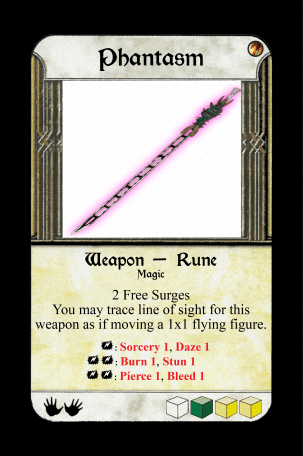 Phantasm
Weapon — Rune
Magic
2 Free Surges
You may trace line of sight for this
weapon as if moving a 1x1 flying figure.
: Sorcery 1, Daze 1
: Burn 1, Stun 1
: Pierce 1, Bleed 1